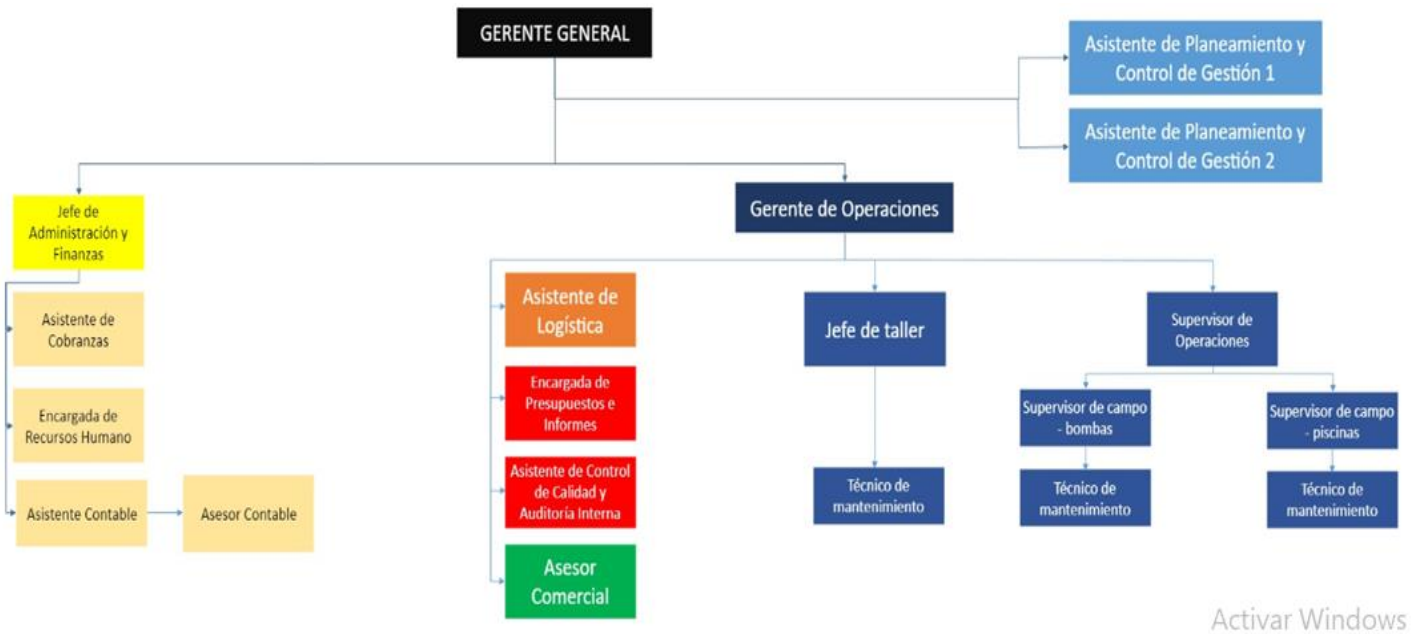 GERENTE GENERAL
Asistente de Planeamiento y
Control de Gestión 1
Asistente de Planeamiento y
Control de Gestión 2
Jefe de
Administración y
Finanzas
Gerente de Operaciones
Asistente de
Cobranzas
Encargada de
Recursos Humano
Asistente Contable
Asesor Contable
Asistente de
Logística
Encargada de
Presupuestos e
Informes
Asistente de Control
de Calidad y
Auditoría Interna
Asesor
Comercial
Jefe de taller
Técnico de
mantenimiento
Supervisor de
Operaciones
Supervisor de campo
- bombas
Técnico de
mantenimiento
Supervisor de campo
- piscinas
Técnico de
mantenimiento
Activar Windows